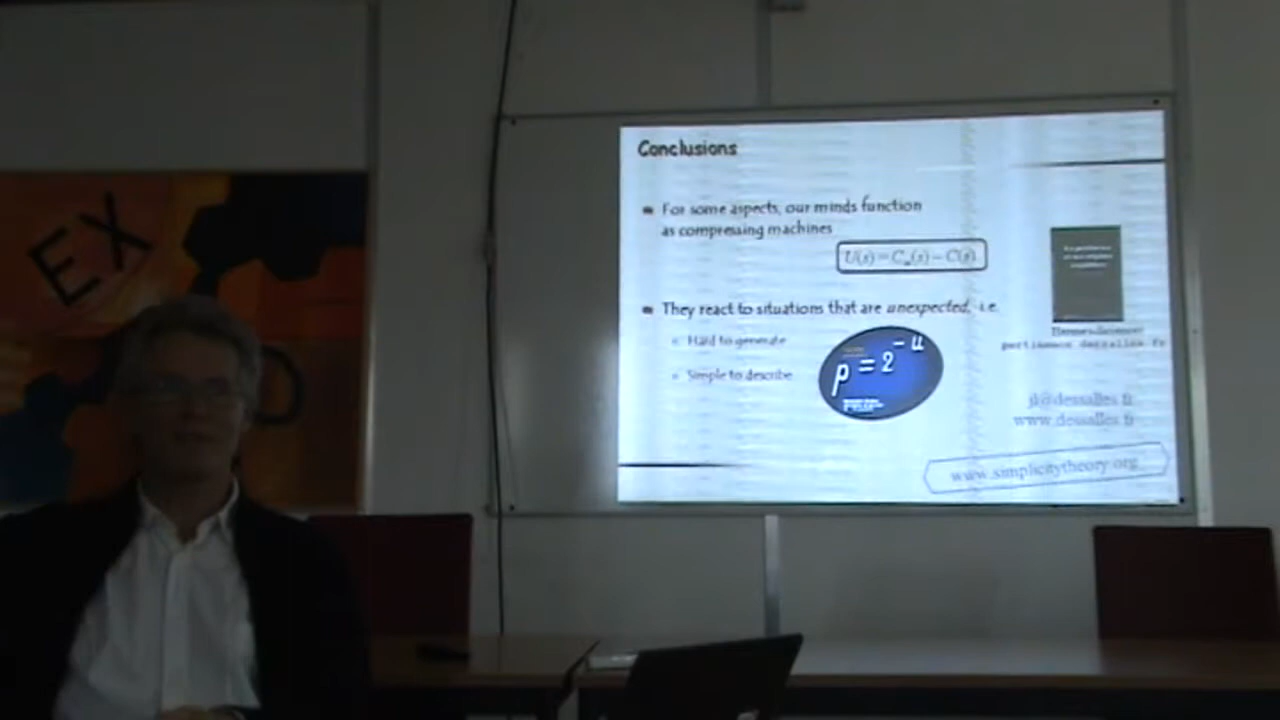 EX
Conclusions
For some aspects, our minds function
as compressing machines
U(s) = Cw(s) – C(s)
They react to situations that are unexpected, i.e.
Hard to generate
Simple to describe
p = 2 -u
pertinence.dessalles.fr
jl@dessalles.fr
www.dessalles.fr
www.simplicitytheory.org